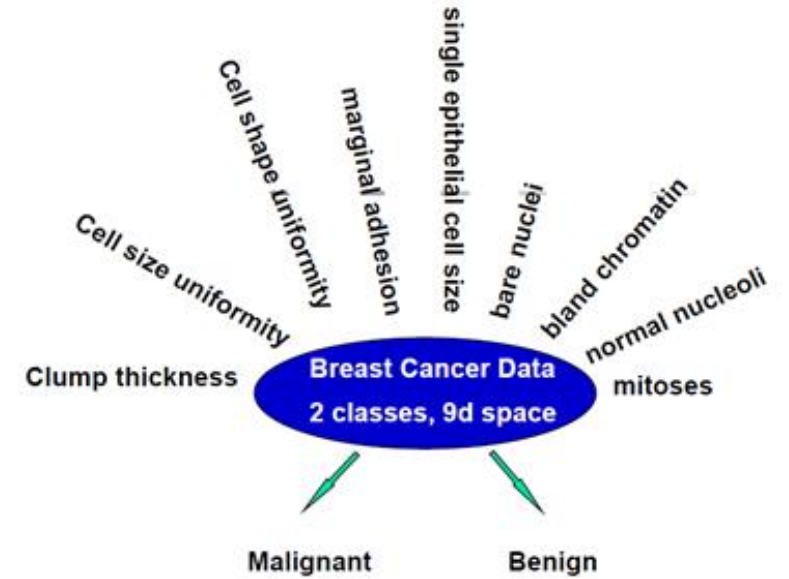 Clump thickness
Cell size uniformity
Cell shape uniformity
marginal adhesion
single epithelial cell size
bare nuclei
bland chromatin
normal nucleoli
mitoses
Breast Cancer Data
2 classes, 9d space
Malignant
Benign